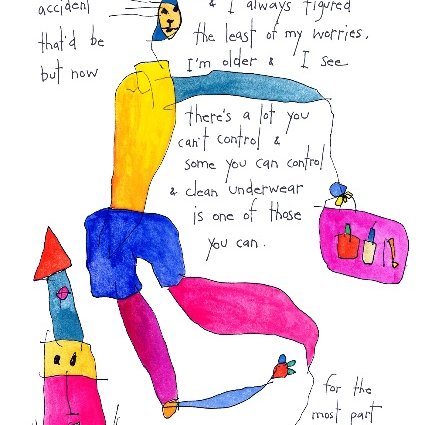 accident
& I always figured
that'd be
the least of my worries,
but now
I'm older & I see
there's a lot you
can't control &
some you can control
& clean underwear
is one of those
you can.
for the
most part